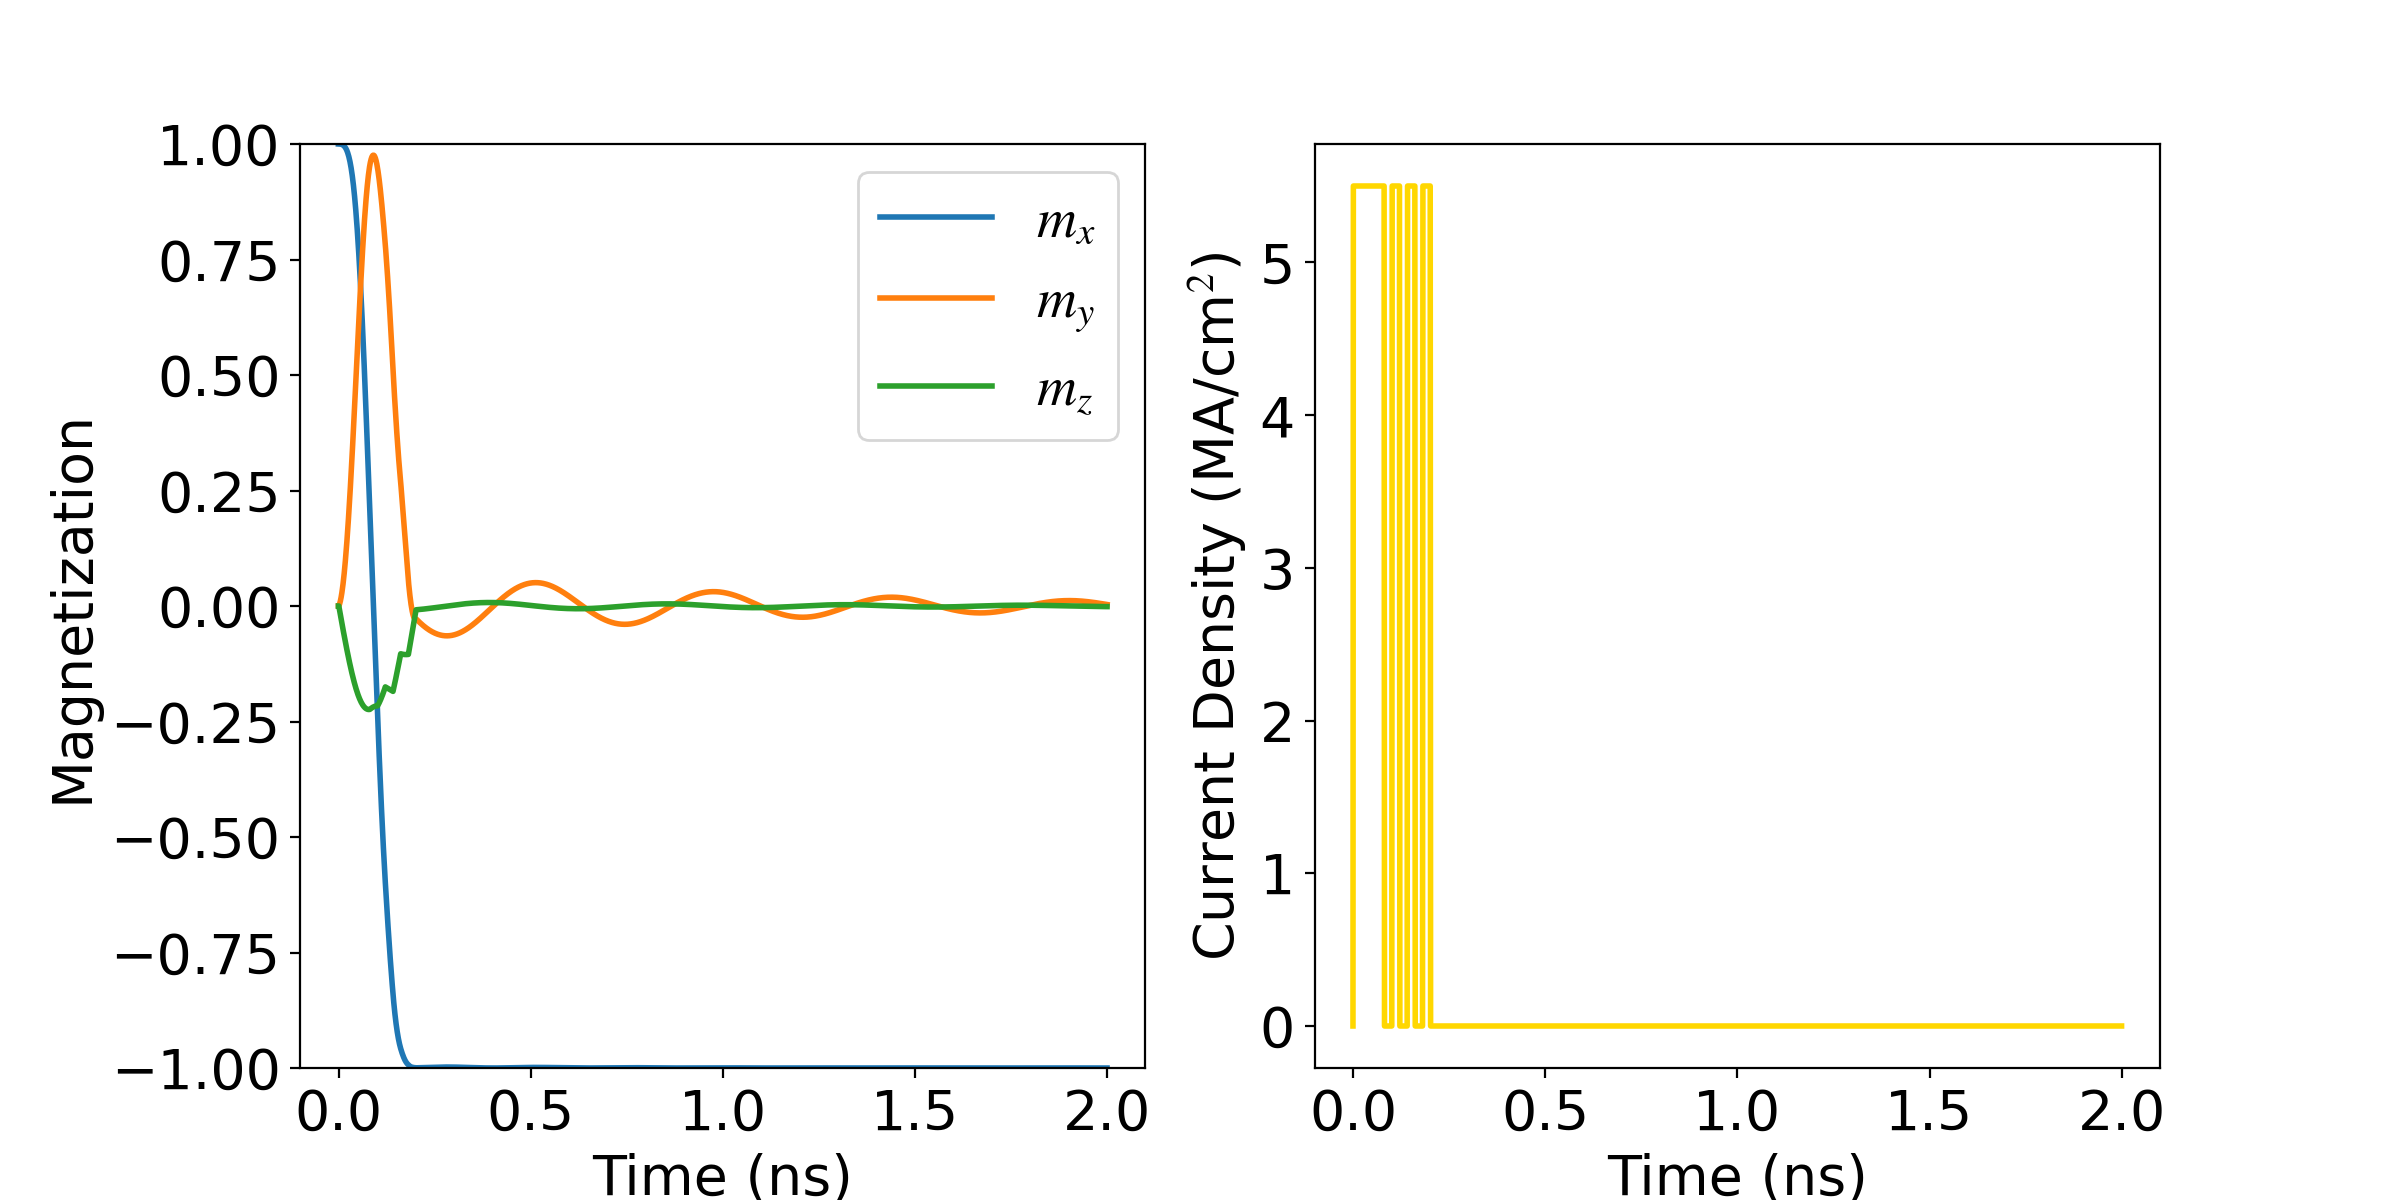 1.00
0.75
0.50
0.25
0.00
−0.25
−0.50
−0.75
−1.00
Magnetization
0.0 0.5 1.0 1.5 2.0
Time (ns)
m_x
m_y
m_z
5
4
3
2
1
0
Current Density (MA/cm²)
0.0 0.5 1.0 1.5 2.0
Time (ns)